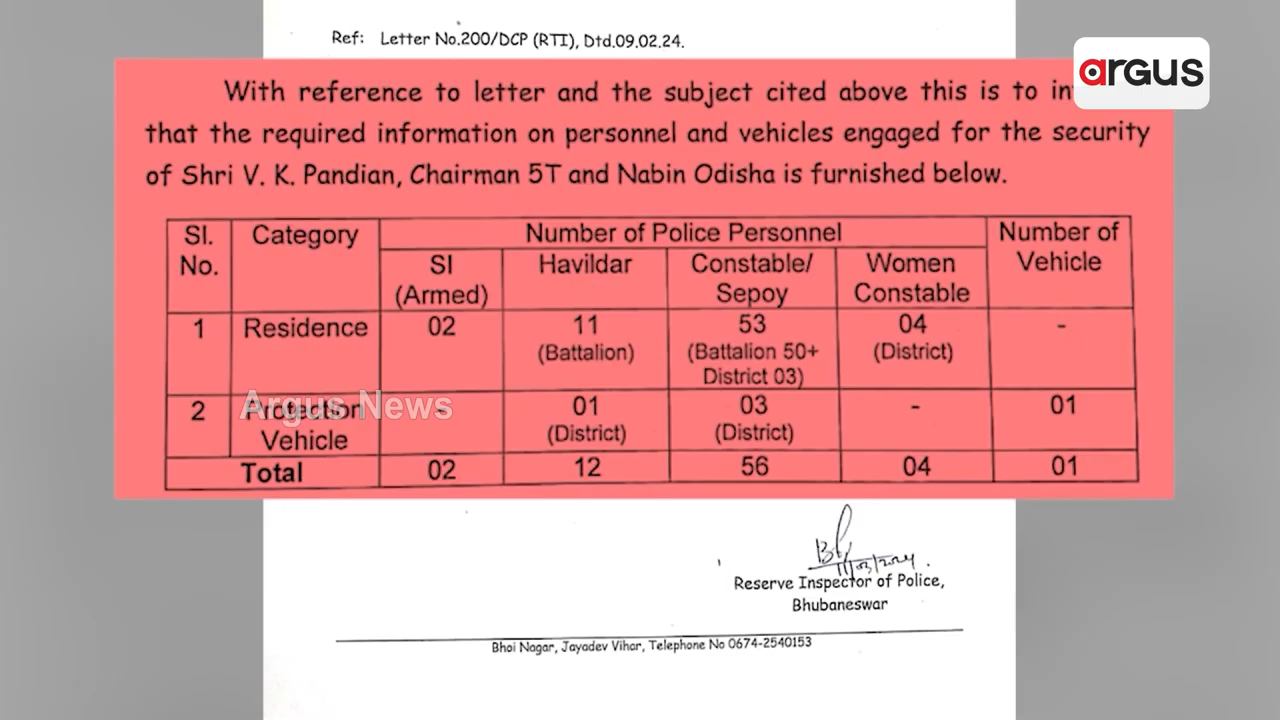 Ref: Letter No.200/DCP (RTI), Dtd.09.02.24.
argus
With reference to letter and the subject cited above this is to
that the required information on personnel and vehicles engaged for the security
of Shri V. K. Pandian, Chairman 5T and Nabin Odisha is furnished below.
Sl. No. Category Number of Police Personnel Number of Vehicle
SI (Armed) Havildar Constable/ Sepoy Women Constable
1 Residence 02 11 53 04 -
(Battalion) (Battalion 50+ (District)
District 03)
2 Protection - 01 03 - 01
Argus News
Vehicle (District) (District)
Total 02 12 56 04 01
11/03/2024.
Reserve Inspector of Police,
Bhubaneswar
Bhoi Nagar, Jayadev Vihar, Telephone No 0674-2540153